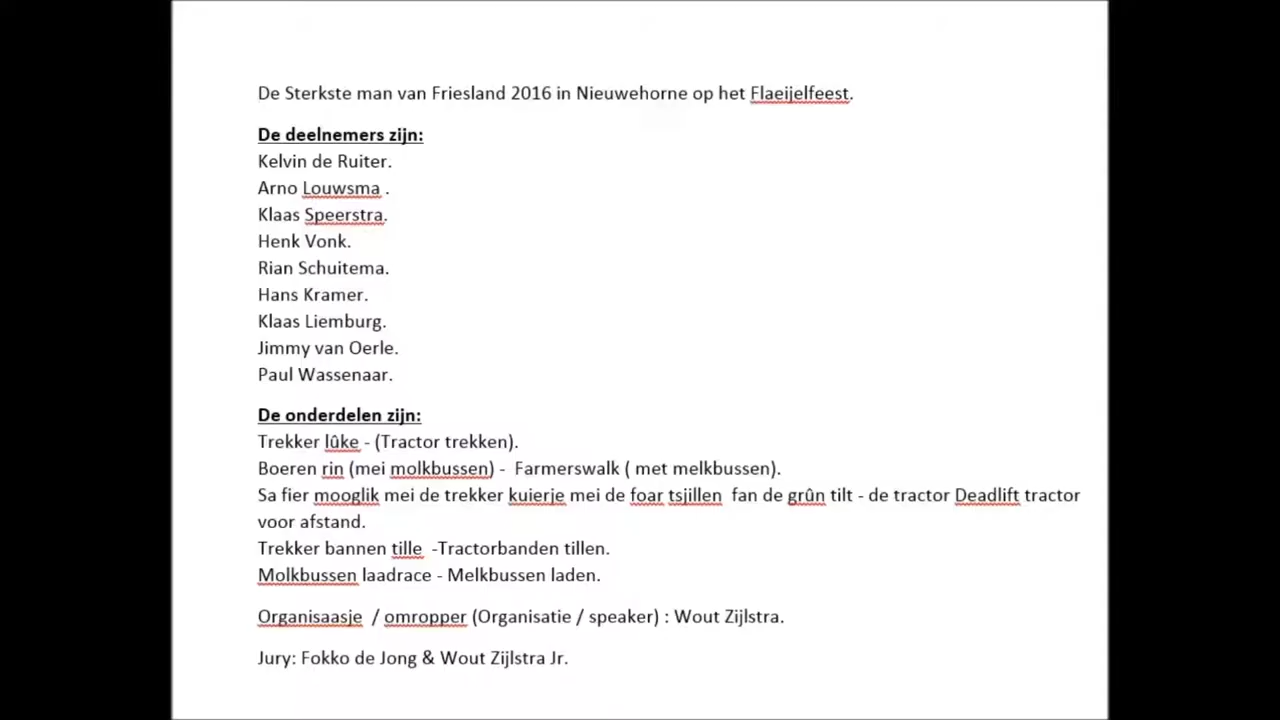 De Sterkste man van Friesland 2016 in Nieuwehorne op het Flaeijelfeest.
De deelnemers zijn:
Kelvin de Ruiter.
Arno Louwsma .
Klaas Speerstra.
Henk Vonk.
Rian Schuitema.
Hans Kramer.
Klaas Liemburg.
Jimmy van Oerle.
Paul Wassenaar.
De onderdelen zijn:
Trekker lûke - (Tractor trekken).
Boeren rin (mei molkbussen) -  Farmerswalk ( met melkbussen).
Sa fier mooglik mei de trekker kuierje mei de foar tsjillen  fan de grûn tilt - de tractor Deadlift tractor
voor afstand.
Trekker bannen tille  -Tractorbanden tillen.
Molkbussen laadrace - Melkbussen laden.
Organisaasje  / omropper (Organisatie / speaker) : Wout Zijlstra.
Jury: Fokko de Jong & Wout Zijlstra Jr.